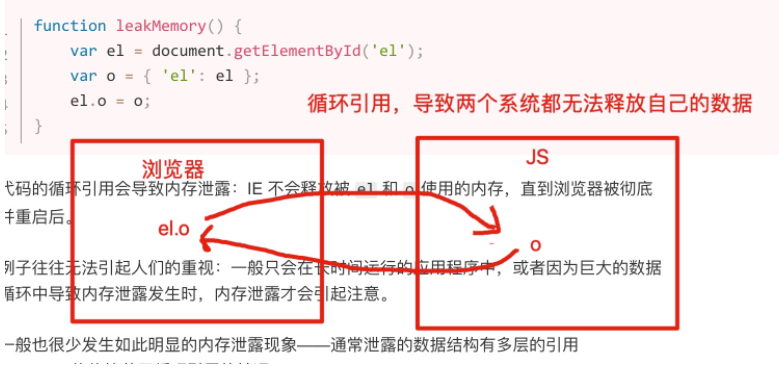 function leakMemory() {
var el = document.getElementById('el');
var o = { 'el': el };
el.o = o;
}
循环引用，导致两个系统都无法释放自己的数据
浏览器
JS
代码的循环引用会导致内存泄露：IE 不会释放被 el 和 o 使用的内存，直到浏览器被彻底
并重启后。
el.o
o
例子往往无法引起人们的重视：一般只会在长时间运行的应用程序中，或者因为巨大的数据
循环中导致内存泄露发生时，内存泄露才会引起注意。
一般也很少发生如此明显的内存泄露现象——通常泄露的数据结构有多层的引用